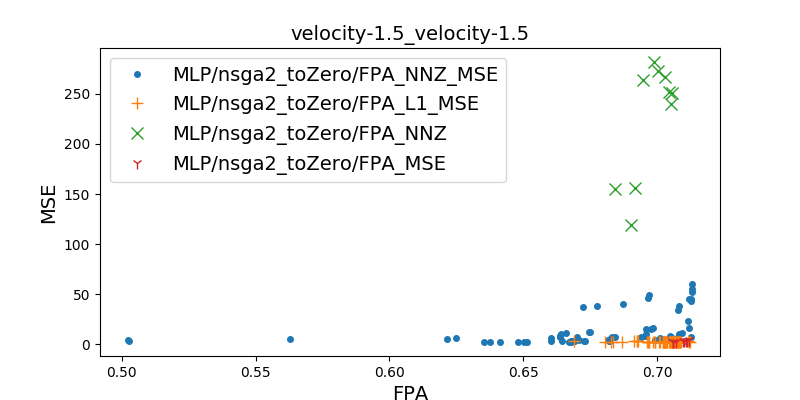 velocity-1.5_velocity-1.5
MLP/nsga2_toZero/FPA_NNZ_MSE
MLP/nsga2_toZero/FPA_L1_MSE
MLP/nsga2_toZero/FPA_NNZ
MLP/nsga2_toZero/FPA_MSE
MSE
250
200
150
100
50
0
0.50 0.55 0.60 0.65 0.70
FPA